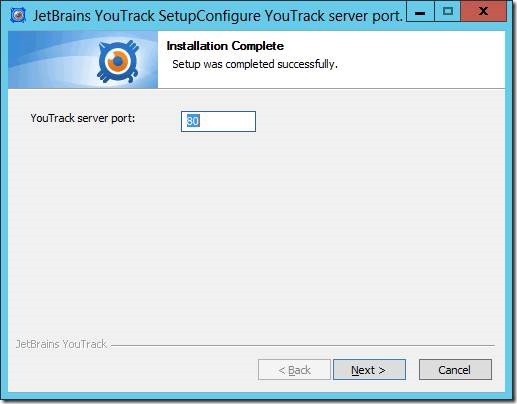 JetBrains YouTrack SetupConfigure YouTrack server port.
Installation Complete
Setup was completed successfully.
YouTrack server port: 80
JetBrains YouTrack
< Back Next > Cancel